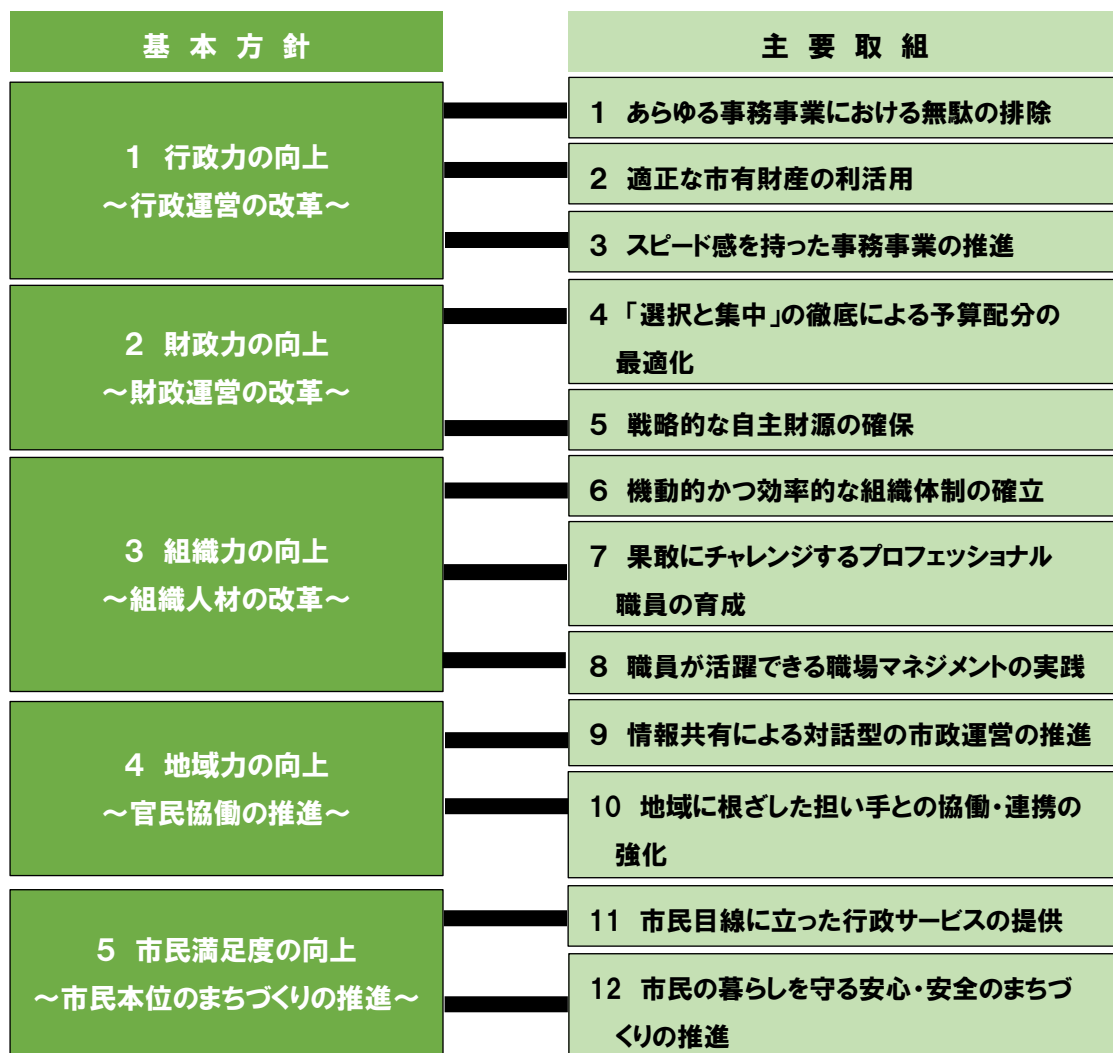 基本方針
主要取組
1 行政力の向上
～行政運営の改革～
1 あらゆる事務事業における無駄の排除
2 適正な市有財産の利活用
3 スピード感を持った事務事業の推進
2 財政力の向上
～財政運営の改革～
4 「選択と集中」の徹底による予算配分の
最適化
5 戦略的な自主財源の確保
3 組織力の向上
～組織人材の改革～
6 機動的かつ効率的な組織体制の確立
7 果敢にチャレンジするプロフェッショナル
職員の育成
8 職員が活躍できる職場マネジメントの実践
4 地域力の向上
～官民協働の推進～
9 情報共有による対話型の市政運営の推進
10 地域に根ざした担い手との協働・連携の
強化
5 市民満足度の向上
～市民本位のまちづくりの推進～
11 市民目線に立った行政サービスの提供
12 市民の暮らしを守る安心・安全のまちづ
くりの推進